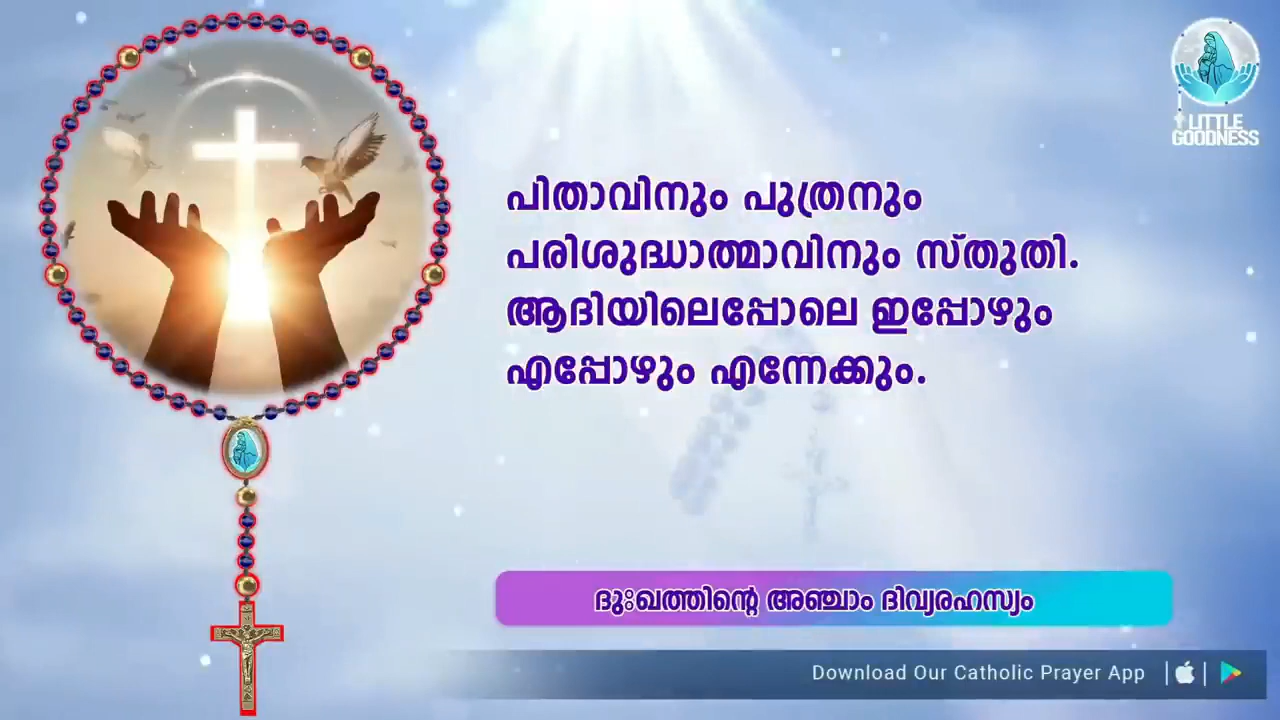 LITTLE
GOODNESS
പിതാവിനും പുത്രനും
പരിശുദ്ധാത്മാവിനും സ്തുതി.
ആദിയിലെപ്പോലെ ഇപ്പോഴും
എപ്പോഴും എന്നേക്കും.
ദുഃഖത്തിന്റെ അഞ്ചാം ദിവ്യരഹസ്യം
Download Our Catholic Prayer App